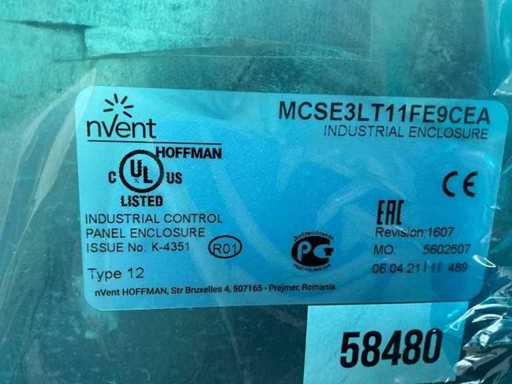 nVent
HOFFMAN
MCSE3LT11FE9CEA
INDUSTRIAL ENCLOSURE
C UL US
LISTED
CE
INDUSTRIAL CONTROL
PANEL ENCLOSURE
ISSUE No. K-4351 R01
EAC
Revision: 1607
MO. 5602607
06.04.21 489
Type 12
nVent HOFFMAN, Str Bruxelles 4, 507165 - Prejmer, Romania
58480